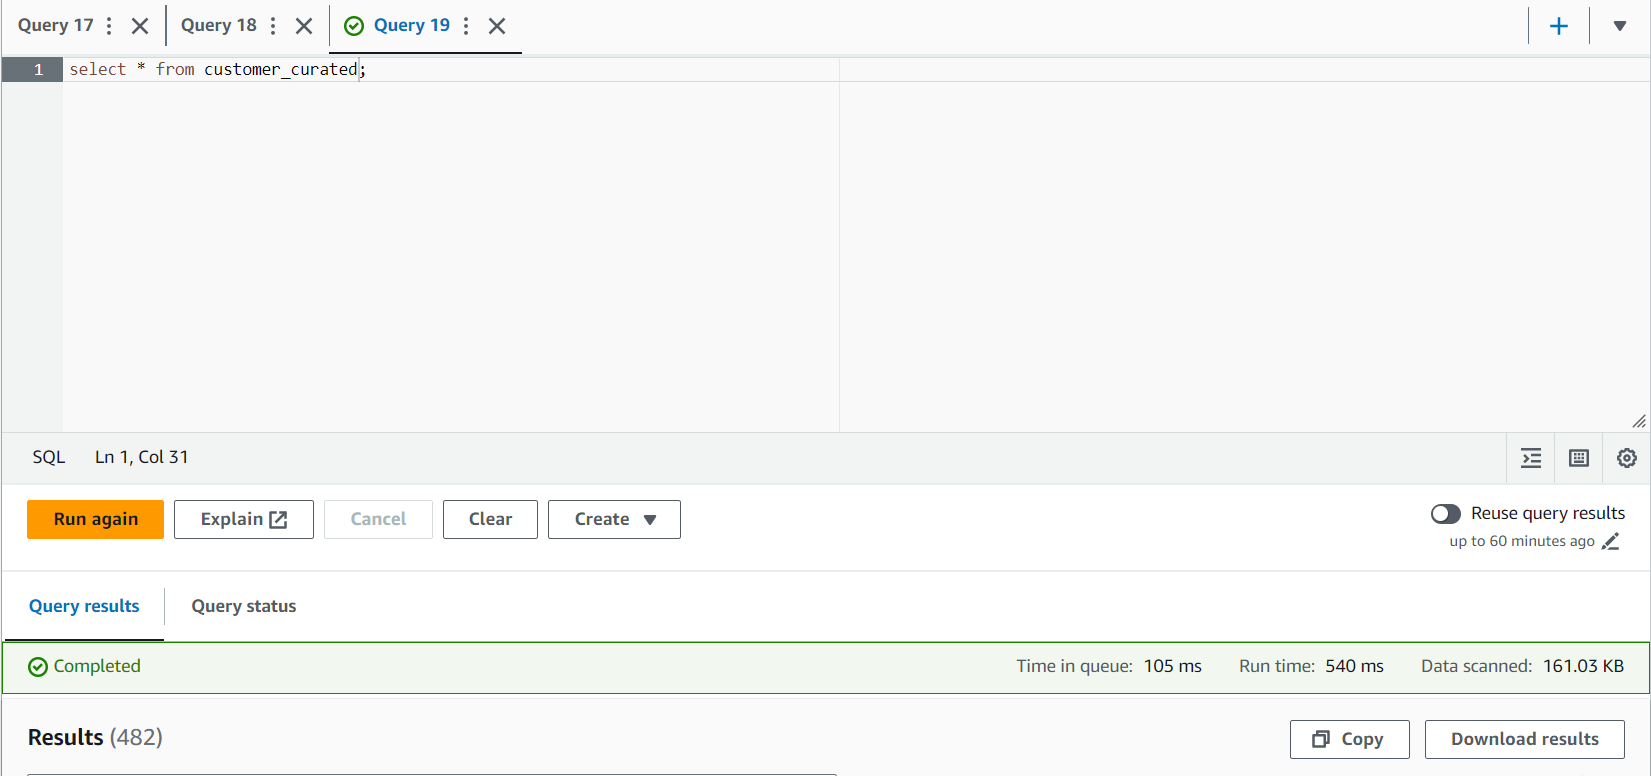 Query 17 Query 18 Query 19
1 select * from customer_curated;
SQL Ln 1, Col 31
Run again Explain Cancel Clear Create Reuse query results
up to 60 minutes ago
Query results Query status
Completed Time in queue: 105 ms Run time: 540 ms Data scanned: 161.03 KB
Results (482) Copy Download results